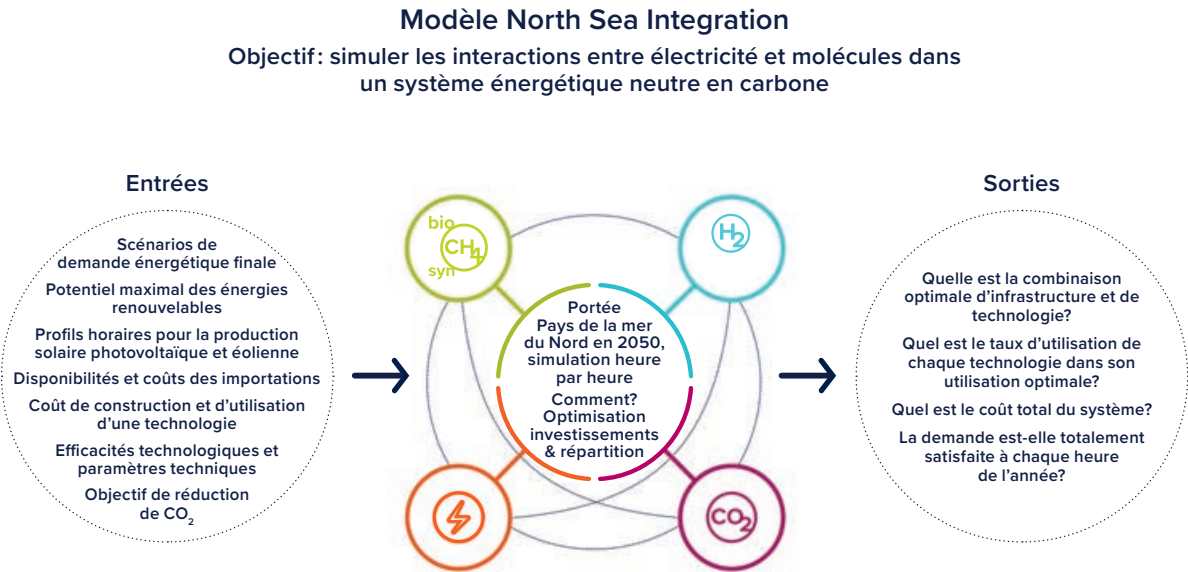 Modèle North Sea Integration
Objectif : simuler les interactions entre électricité et molécules dans
un système énergétique neutre en carbone
Entrées
Scénarios de
demande énergétique finale
Potentiel maximal des énergies
renouvelables
Profils horaires pour la production
solaire photovoltaïque et éolienne
Disponibilités et coûts des importations
Coût de construction et d’utilisation
d’une technologie
Efficacités technologiques et
paramètres techniques
Objectif de réduction
de CO₂
bio
CH₄
syn
H₂
Portée
Pays de la mer
du Nord en 2050,
simulation heure
par heure
Comment?
Optimisation
investissements
& répartition
CO₂
Sorties
Quelle est la combinaison
optimale d’infrastructure et de
technologie?
Quel est le taux d’utilisation de
chaque technologie dans son
utilisation optimale?
Quel est le coût total du système?
La demande est-elle totalement
satisfaite à chaque heure
de l’année?